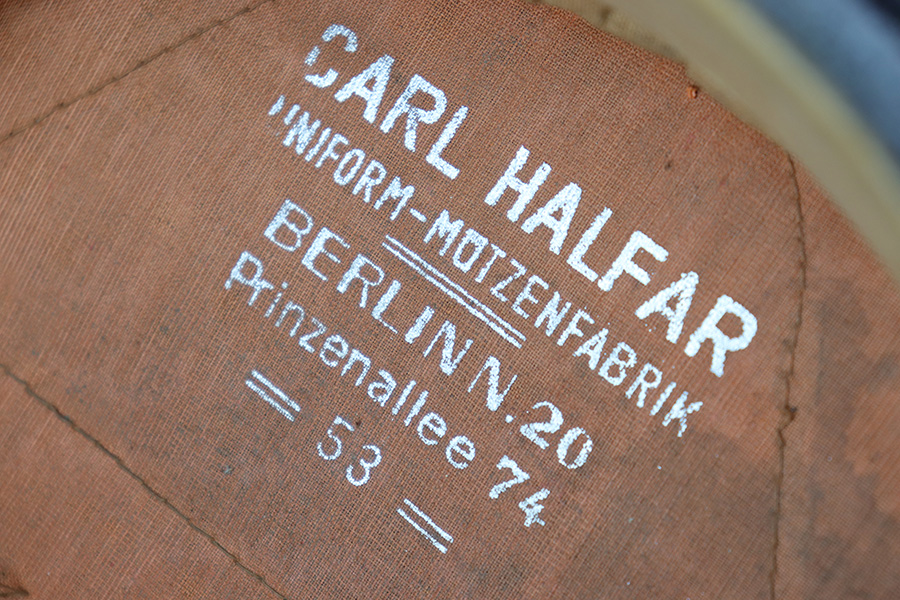 CARL HALFAR
UNIFORM-MÜTZENFABRIK
BERLIN N.20
Prinzenallee 74
= 53 =